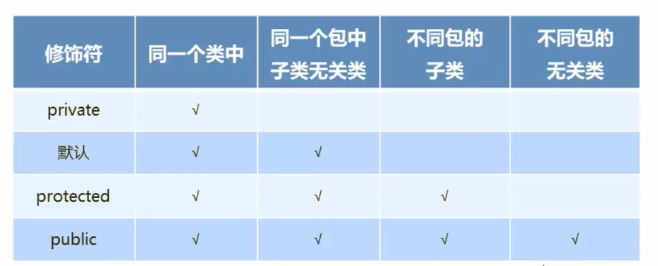 修饰符 同一个类中 同一个包中 不同包的 不同包的
子类无关类 子类 无关类
private √
默认 √ √
protected √ √ √
public √ √ √ √